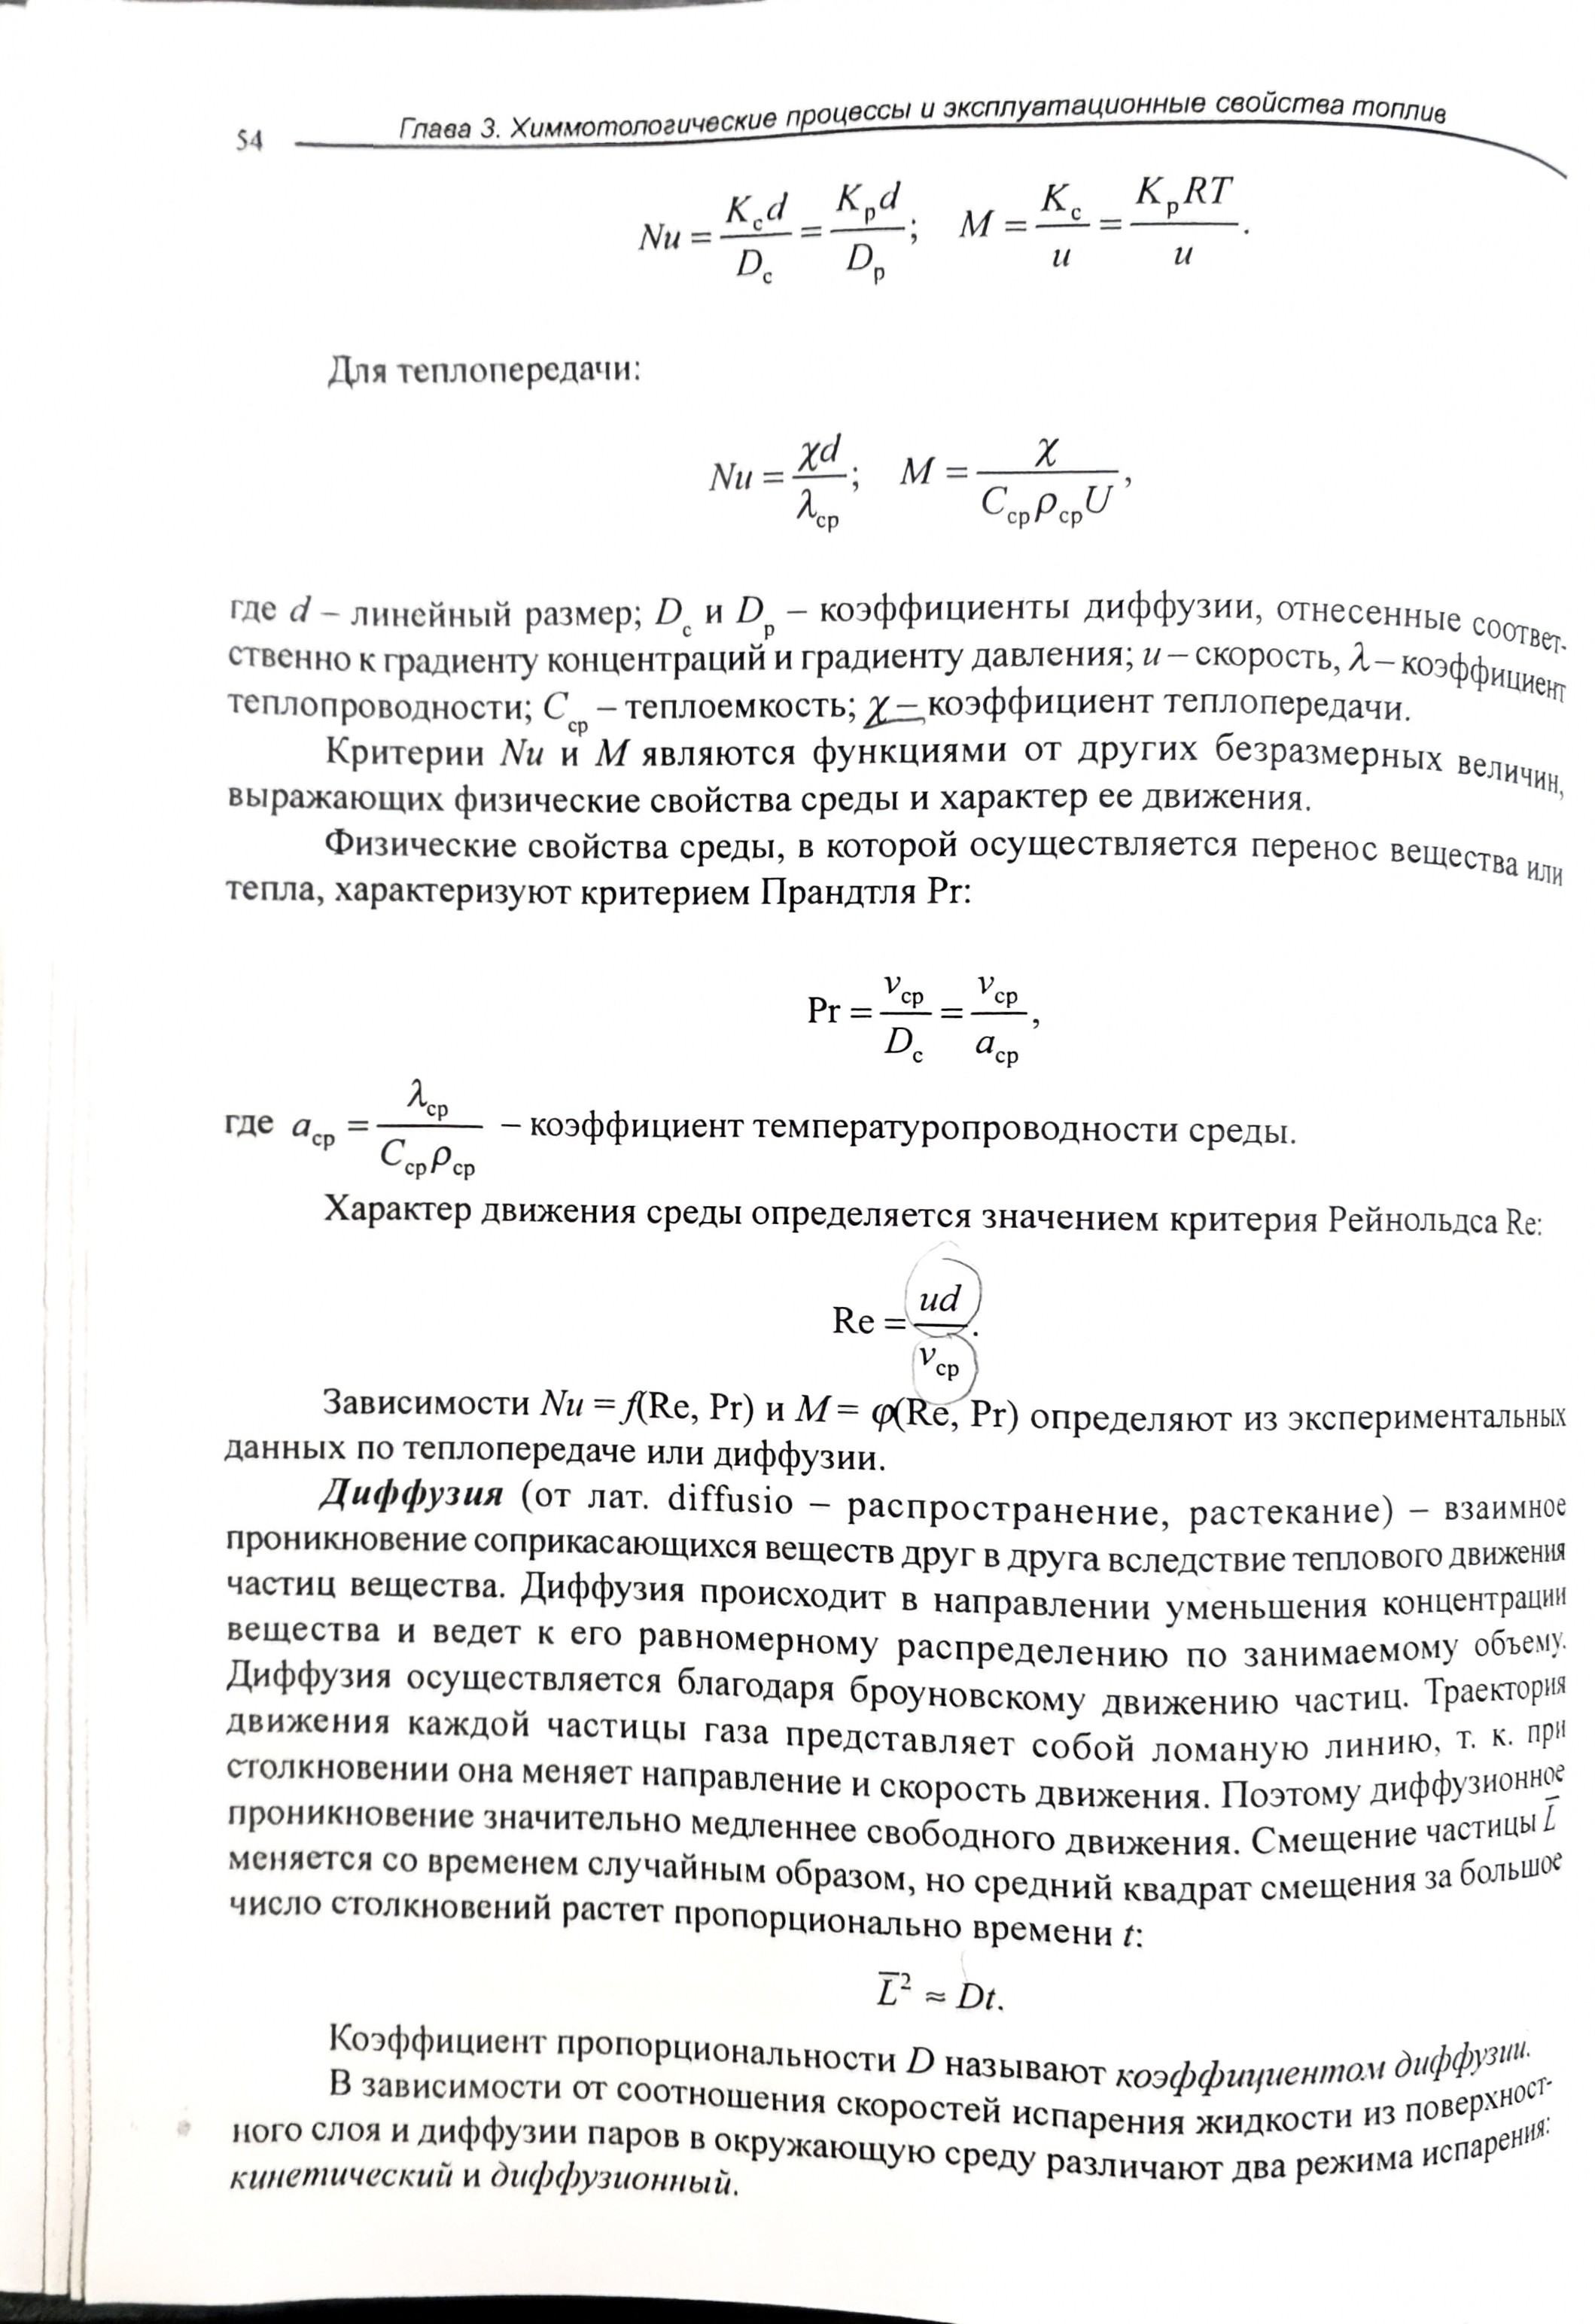 54 Глава 3. Химмотологические процессы и эксплуатационные свойства топлив
Nu = K_c d / D_c = K_p d / D_p; M = K_c / u = K_p RT / u.
Для теплопередачи:
Nu = χd / λ_ср; M = χ / C_ср ρ_ср U,
где d – линейный размер; D_c и D_p – коэффициенты диффузии, отнесенные соответ-
ственно к градиенту концентраций и градиенту давления; u – скорость, λ – коэффициент
теплопроводности; C_ср – теплоемкость; χ – коэффициент теплопередачи.
Критерии Nu и M являются функциями от других безразмерных величин,
выражающих физические свойства среды и характер ее движения.
Физические свойства среды, в которой осуществляется перенос вещества или
тепла, характеризуют критерием Прандтля Pr:
Pr = ν_ср / D_c = ν_ср / a_ср,
где a_ср = λ_ср / C_ср ρ_ср – коэффициент температуропроводности среды.
Характер движения среды определяется значением критерия Рейнольдса Re:
Re = ud / ν_ср.
Зависимости Nu = f(Re, Pr) и M = φ(Re, Pr) определяют из экспериментальных
данных по теплопередаче или диффузии.
Диффузия (от лат. diffusio – распространение, растекание) – взаимное
проникновение соприкасающихся веществ друг в друга вследствие теплового движения
частиц вещества. Диффузия происходит в направлении уменьшения концентрации
вещества и ведет к его равномерному распределению по занимаемому объему.
Диффузия осуществляется благодаря броуновскому движению частиц. Траектория
движения каждой частицы газа представляет собой ломаную линию, т. к. при
столкновении она меняет направление и скорость движения. Поэтому диффузионное
проникновение значительно медленнее свободного движения. Смещение частицы L̅
меняется со временем случайным образом, но средний квадрат смещения за большое
число столкновений растет пропорционально времени t:
L̅² ≈ Dt.
Коэффициент пропорциональности D называют коэффициентом диффузии.
В зависимости от соотношения скоростей испарения жидкости из поверхност-
ного слоя и диффузии паров в окружающую среду различают два режима испарения:
кинетический и диффузионный.